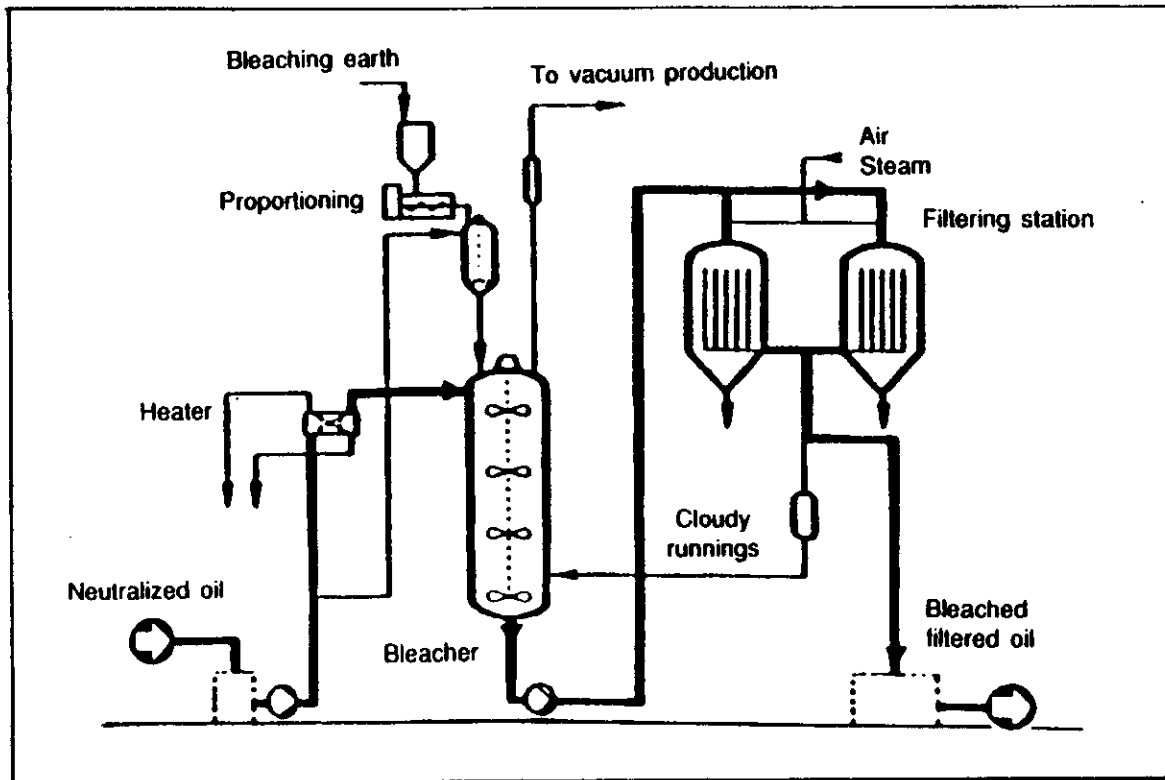 Bleaching earth
To vacuum production
Air
Steam
Proportioning
Filtering station
Heater
Cloudy
runnings
Neutralized oil
Bleached
filtered oil
Bleacher